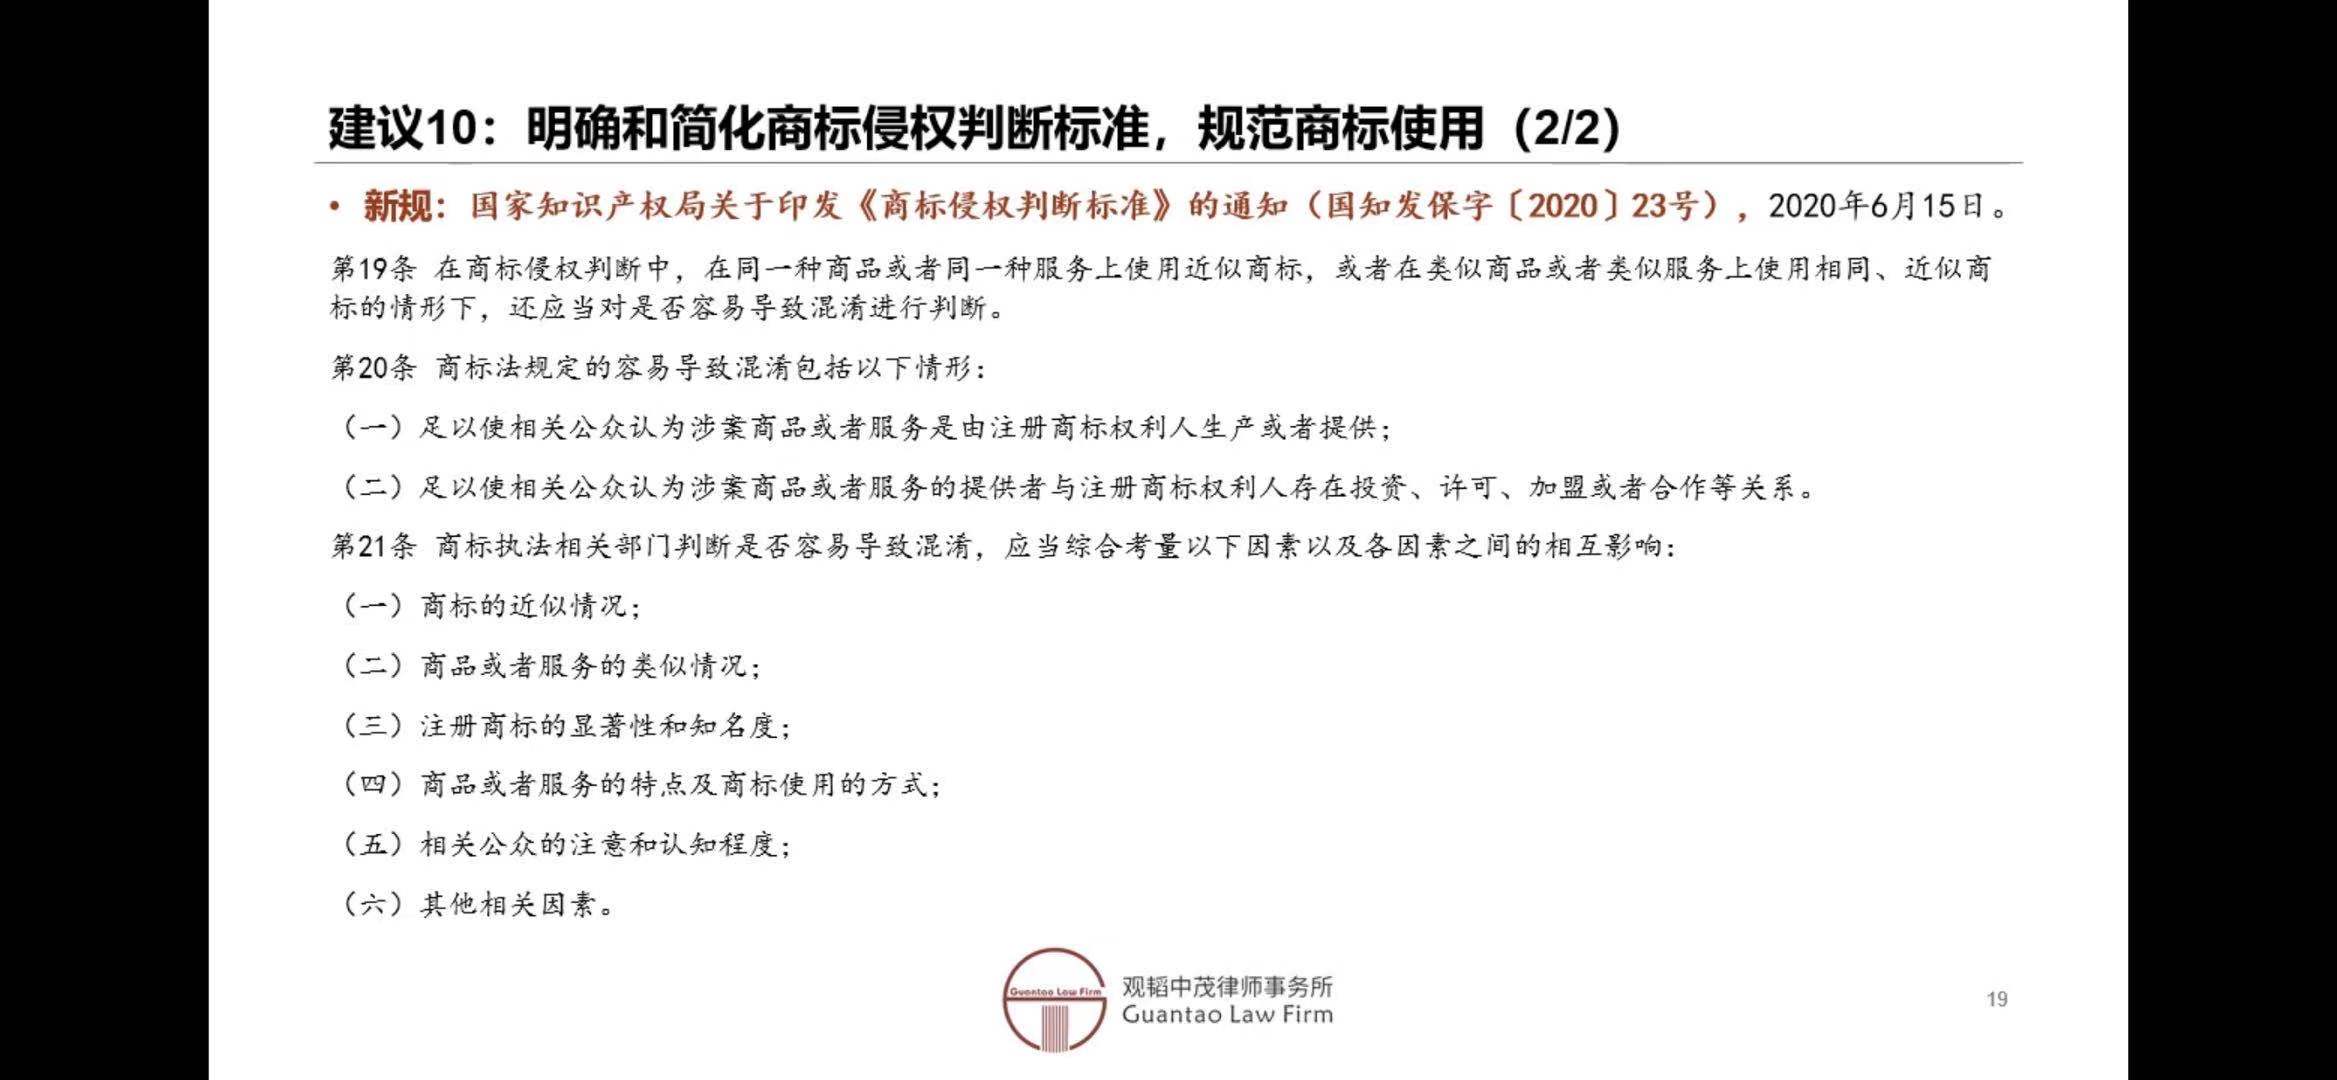 建议10：明确和简化商标侵权判断标准，规范商标使用（2/2）
• 新规：国家知识产权局关于印发《商标侵权判断标准》的通知（国知发保字〔2020〕23号），2020年6月15日。
第19条 在商标侵权判断中，在同一种商品或者同一种服务上使用近似商标，或者在类似商品或者类似服务上使用相同、近似商
标的情形下，还应当对是否容易导致混淆进行判断。
第20条 商标法规定的容易导致混淆包括以下情形：
（一）足以使相关公众认为涉案商品或者服务是由注册商标权利人生产或者提供；
（二）足以使相关公众认为涉案商品或者服务的提供者与注册商标权利人存在投资、许可、加盟或者合作等关系。
第21条 商标执法相关部门判断是否容易导致混淆，应当综合考量以下因素以及各因素之间的相互影响：
（一）商标的近似情况；
（二）商品或者服务的类似情况；
（三）注册商标的显著性和知名度；
（四）商品或者服务的特点及商标使用的方式；
（五）相关公众的注意和认知程度；
（六）其他相关因素。
Guantao Law Firm
观韬中茂律师事务所
Guantao Law Firm
19